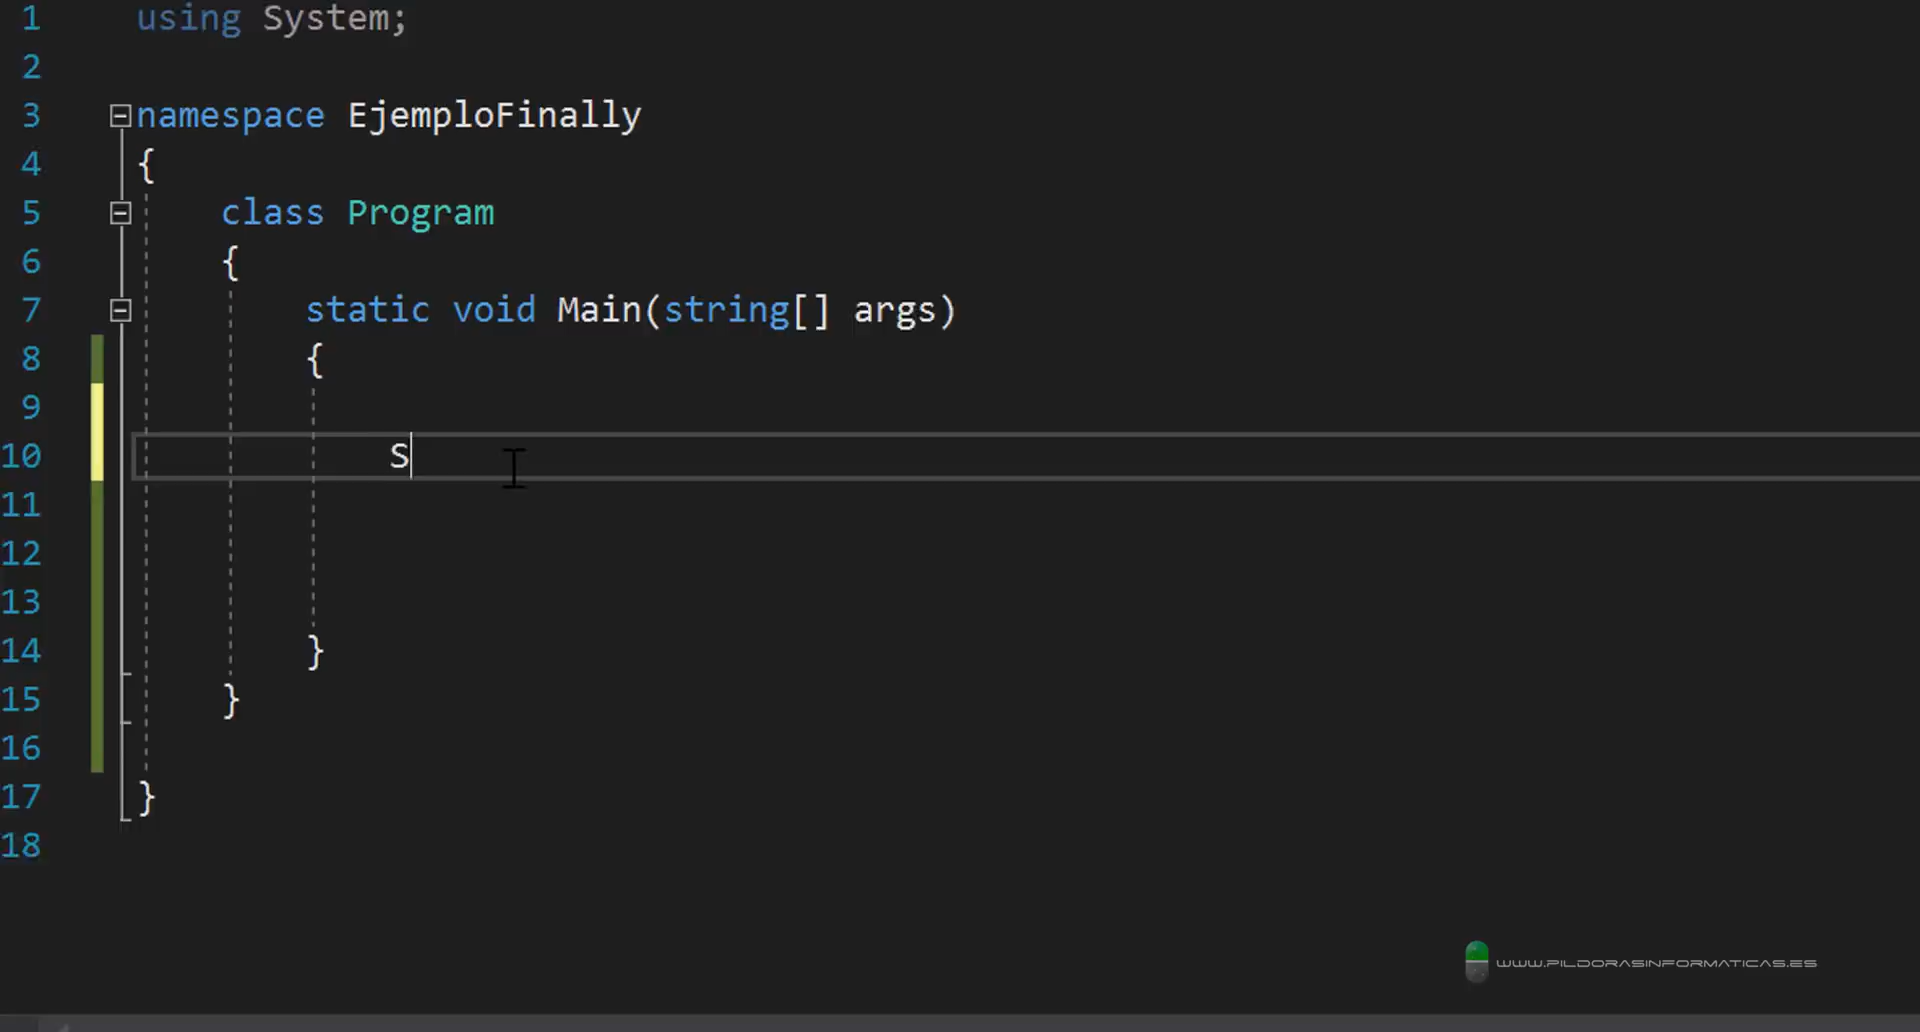 1 using System;
2
3 namespace EjemploFinally
4 {
5 class Program
6 {
7 static void Main(string[] args)
8 {
9
10 S
11
12
13
14 }
15 }
16
17 }
18
WWW.PILDORASINFORMATICAS.ES